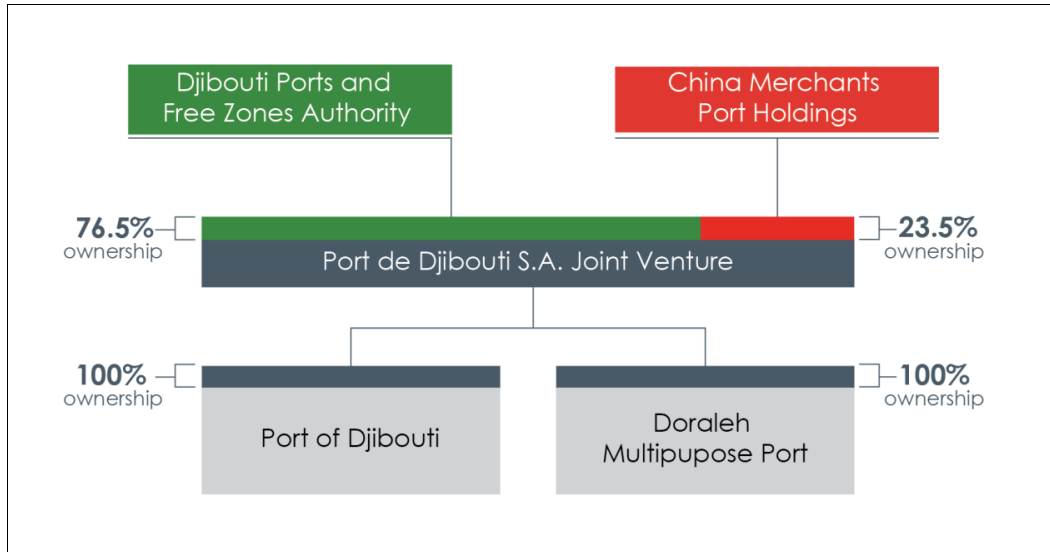 Djibouti Ports and
Free Zones Authority
China Merchants
Port Holdings
76.5%
ownership
23.5%
ownership
Port de Djibouti S.A. Joint Venture
100%
ownership
100%
ownership
Port of Djibouti
Doraleh
Multipupose Port